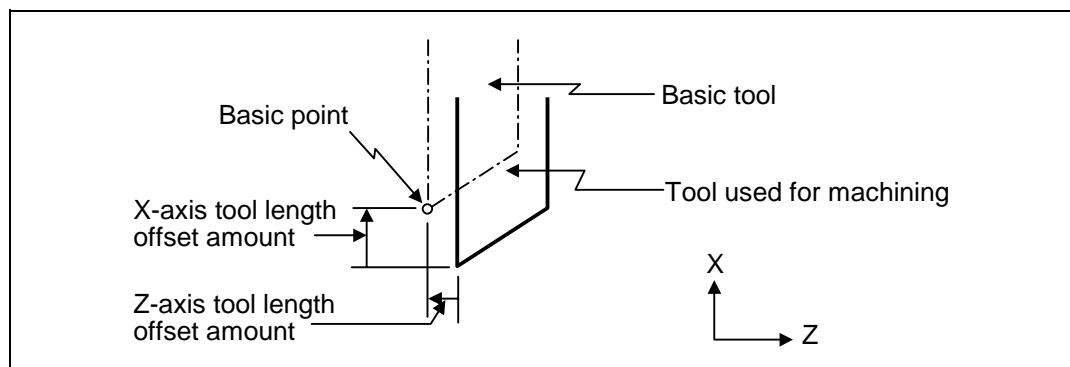 Basic tool
Basic point
Tool used for machining
X-axis tool length
offset amount
Z-axis tool length
offset amount
X
Z